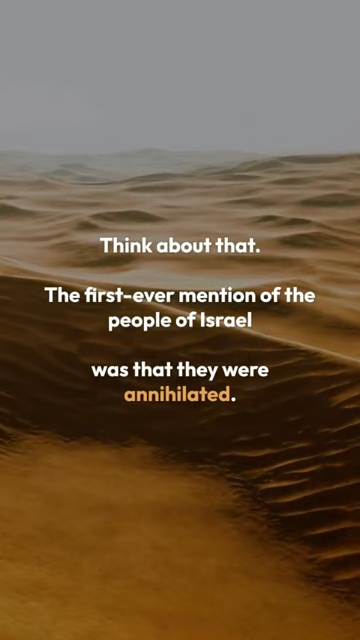 Think about that.
The first-ever mention of the
people of Israel
was that they were
annihilated.